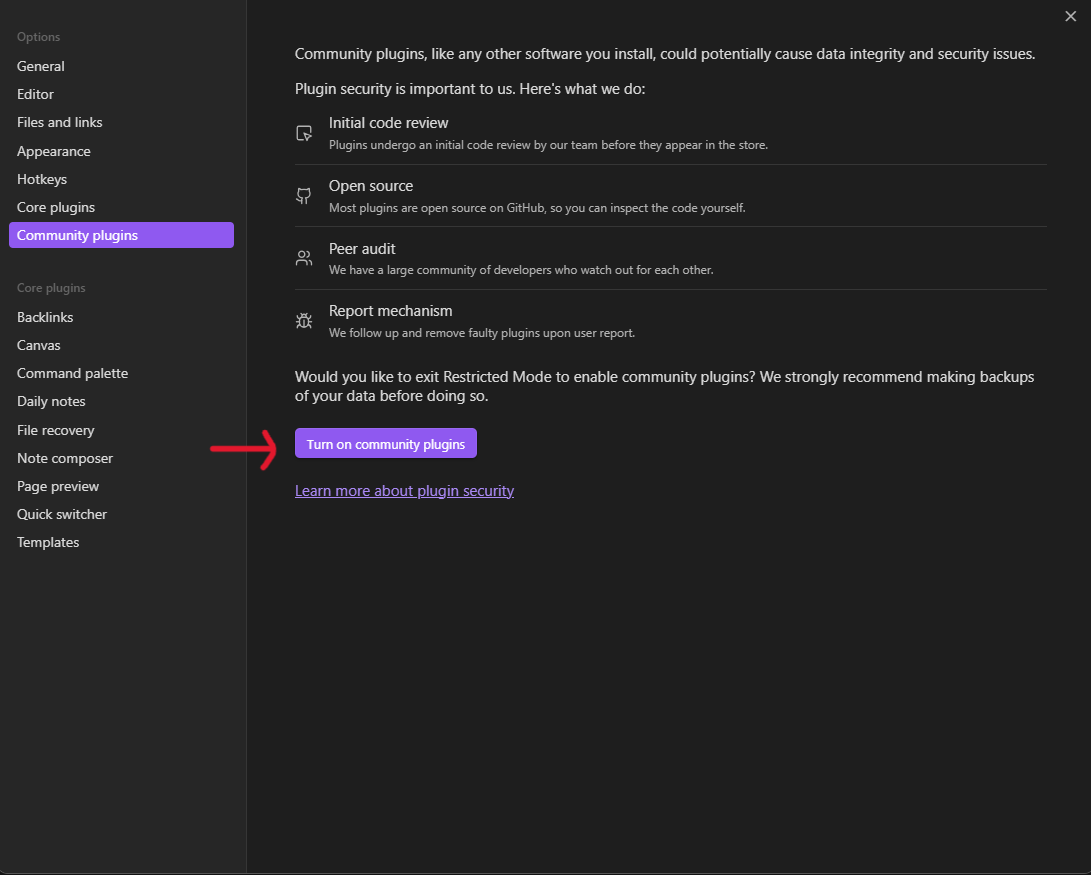 Options
General
Editor
Files and links
Appearance
Hotkeys
Core plugins
Community plugins
Core plugins
Backlinks
Canvas
Command palette
Daily notes
File recovery
Note composer
Page preview
Quick switcher
Templates
Community plugins, like any other software you install, could potentially cause data integrity and security issues.
Plugin security is important to us. Here's what we do:
Initial code review
Plugins undergo an initial code review by our team before they appear in the store.
Open source
Most plugins are open source on GitHub, so you can inspect the code yourself.
Peer audit
We have a large community of developers who watch out for each other.
Report mechanism
We follow up and remove faulty plugins upon user report.
Would you like to exit Restricted Mode to enable community plugins? We strongly recommend making backups
of your data before doing so.
Turn on community plugins
Learn more about plugin security